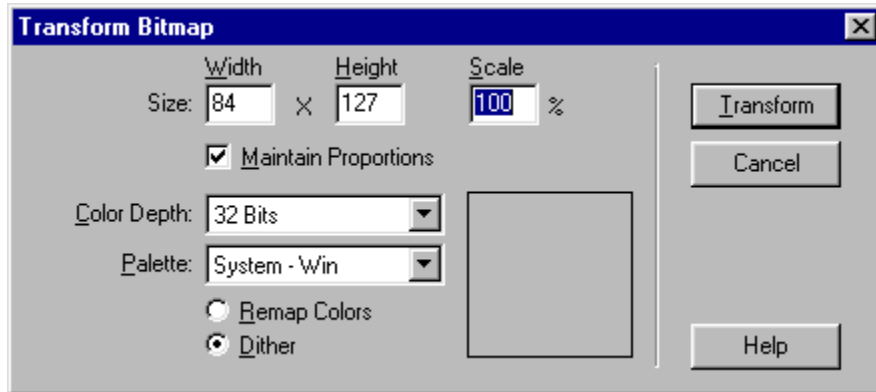 Transform Bitmap
Width Height Scale
Size: 84 X 127 100 %
Transform
Maintain Proportions
Cancel
Color Depth: 32 Bits
Palette: System - Win
Remap Colors
Dither
Help